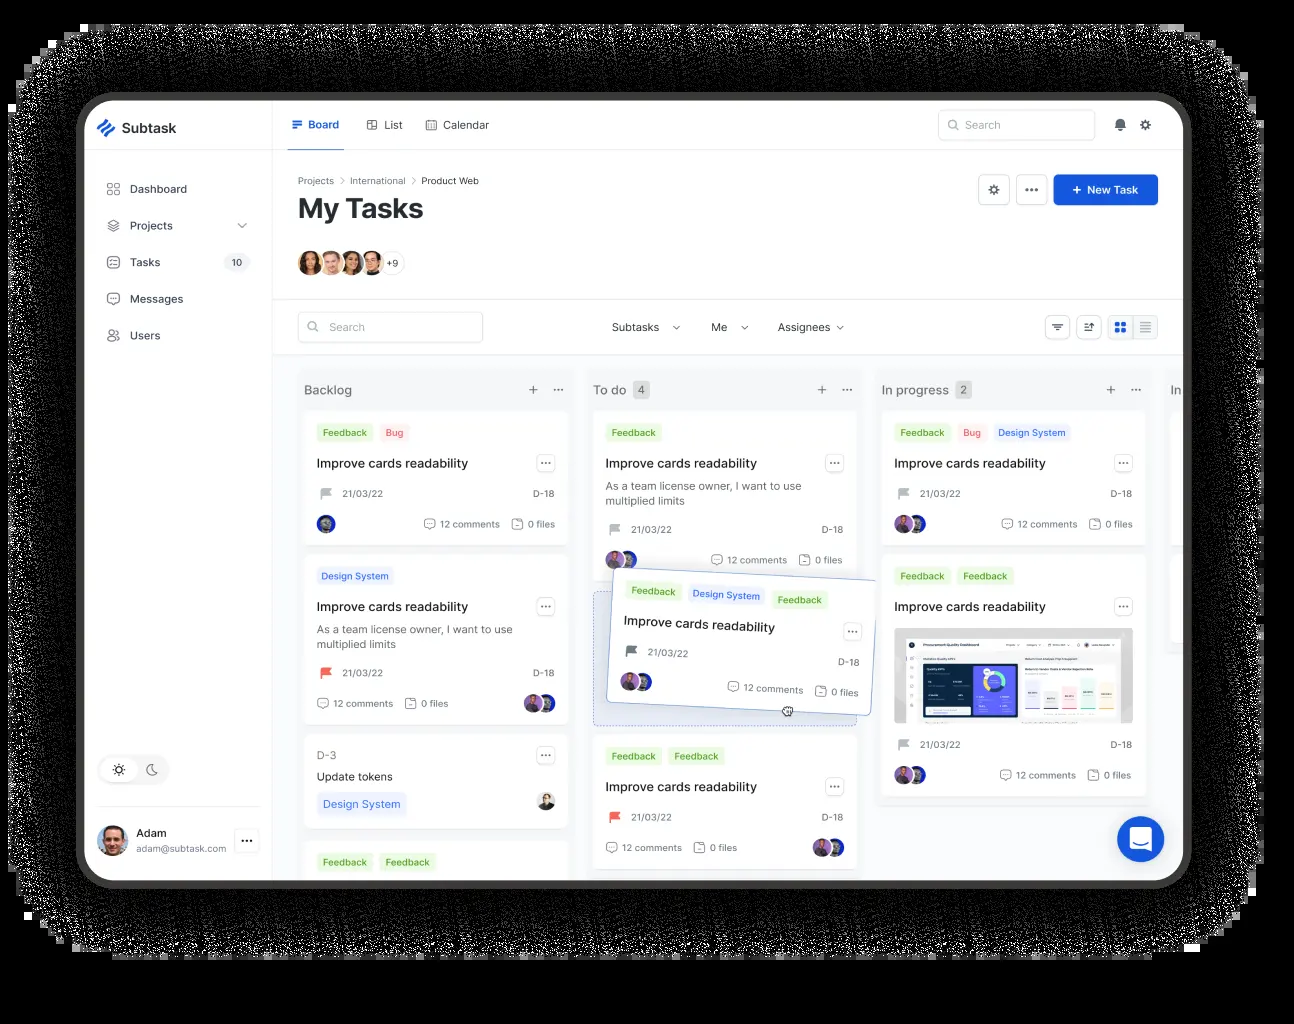 Subtask
Board
List
Calendar
Search
Dashboard
Projects
Tasks
10
Messages
Users
Projects
International
Product Web
My Tasks
+9
+ New Task
Search
Subtasks
Me
Assignees
Backlog
Feedback
Bug
Improve cards readability
21/03/22
D-18
12 comments
0 files
Design System
Improve cards readability
As a team license owner, I want to use
multiplied limits
21/03/22
D-18
12 comments
0 files
D-3
Update tokens
Design System
Feedback
Feedback
To do
4
Feedback
Improve cards readability
As a team license owner, I want to use
multiplied limits
21/03/22
D-18
12 comments
0 files
Feedback
Design System
Feedback
Improve cards readability
21/03/22
D-18
12 comments
0 files
Feedback
Feedback
Improve cards readability
21/03/22
D-18
12 comments
0 files
In progress
2
Feedback
Bug
Design System
Improve cards readability
21/03/22
D-18
12 comments
0 files
Feedback
Feedback
Improve cards readability
Procurement Quality Dashboard
21/03/22
D-18
12 comments
0 files
In
Adam
adam@subtask.com